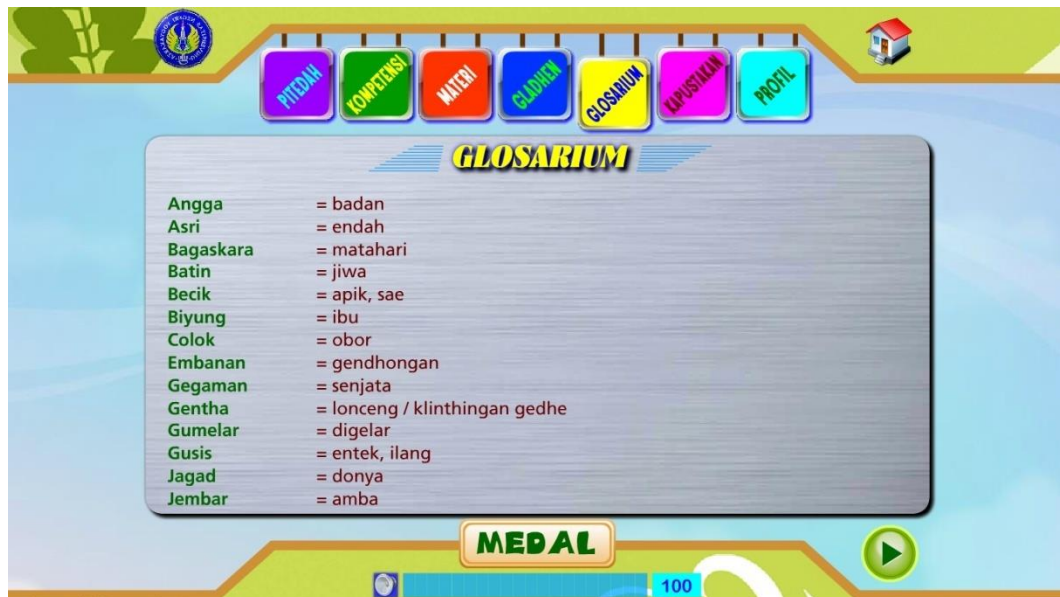 PITEDAH
KOMPETENSI
MATERI
GLADHEN
GLOSARIUM
KAPUSTAKAN
PROFIL
GLOSARIUM
Angga = badan
Asri = endah
Bagaskara = matahari
Batin = jiwa
Becik = apik, sae
Biyung = ibu
Colok = obor
Embanan = gendhongan
Gegaman = senjata
Gentha = lonceng / klinthingan gedhe
Gumelar = digelar
Gusis = entek, ilang
Jagad = donya
Jembar = amba
MEDAL
100